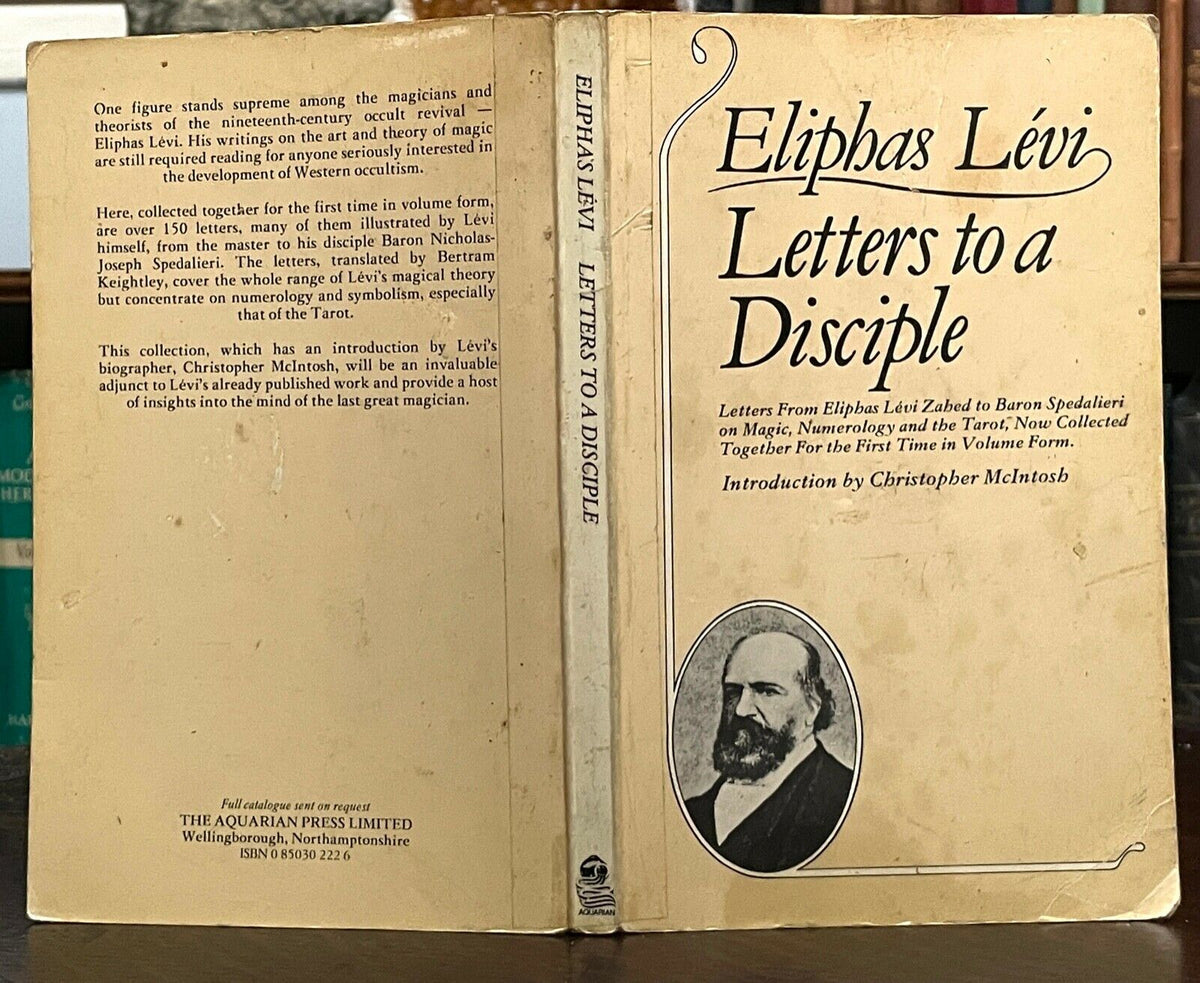 One figure stands supreme among the magicians and
theorists of the nineteenth-century occult revival —
Eliphas Lévi. His writings on the art and theory of magic
are still required reading for anyone seriously interested in
the development of Western occultism.
Here, collected together for the first time in volume form,
are over 150 letters, many of them illustrated by Lévi
himself, from the master to his disciple Baron Nicholas-
Joseph Spedalieri. The letters, translated by Bertram
Keightley, cover the whole range of Lévi's magical theory
but concentrate on numerology and symbolism, especially
that of the Tarot.
This collection, which has an introduction by Lévi's
biographer, Christopher McIntosh, will be an invaluable
adjunct to Lévi's already published work and provide a host
of insights into the mind of the last great magician.
Full catalogue sent on request
THE AQUARIAN PRESS LIMITED
Wellingborough, Northamptonshire
ISBN 0 85030 222 6
ELIPHAS LÉVI LETTERS TO A DISCIPLE
AQUARIAN
Eliphas Lévi
Letters to a
Disciple
Letters From Eliphas Lévi Zahed to Baron Spedalieri
on Magic, Numerology and the Tarot, Now Collected
Together For the First Time in Volume Form.
Introduction by Christopher McIntosh